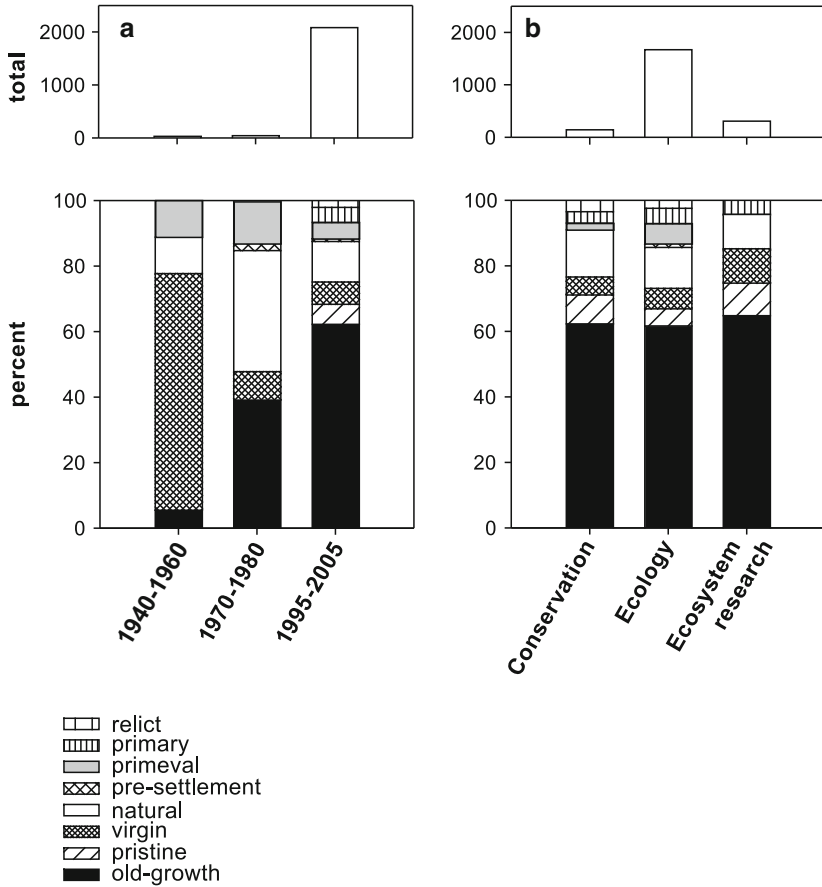 a
b
total
2000
1000
0
2000
1000
0
percent
100
80
60
40
20
0
100
80
60
40
20
0
1940-1960
1970-1980
1995-2005
Conservation
Ecology
Ecosystem
research
relict
primary
primeval
pre-settlement
natural
virgin
pristine
old-growth